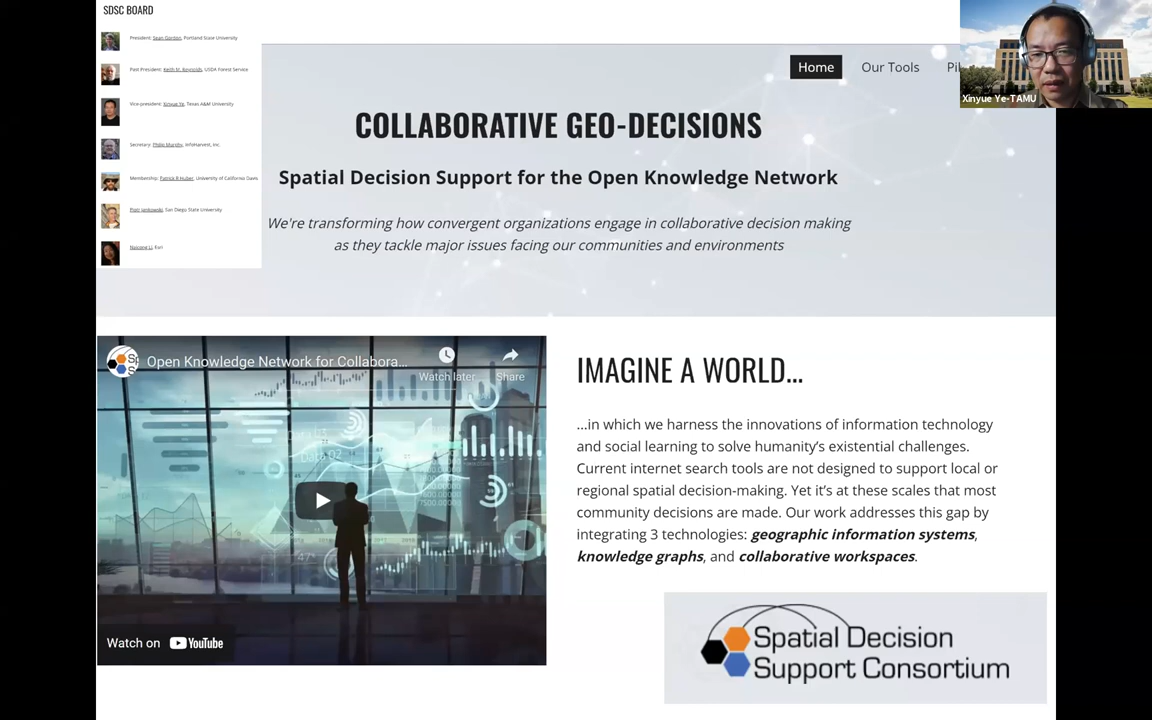 SDSC BOARD
President: Sean Gordon, Portland State University
Past President: Keith M. Reynolds, USDA Forest Service
Vice-president: Xinyue Ye, Texas A&M University
Secretary: Philip Murphy, InfoHarvest, Inc.
Membership: Patrick R Huber, University of California Davis
Piotr Jankowski, San Diego State University
Naicong Li, Esri
Home
Our Tools
Pil
Xinyue Ye-TAMU
COLLABORATIVE GEO-DECISIONS
Spatial Decision Support for the Open Knowledge Network
We're transforming how convergent organizations engage in collaborative decision making
as they tackle major issues facing our communities and environments
Open Knowledge Network for Collabora...
Watch later
Share
Data 02
Watch on YouTube
IMAGINE A WORLD...
...in which we harness the innovations of information technology
and social learning to solve humanity's existential challenges.
Current internet search tools are not designed to support local or
regional spatial decision-making. Yet it's at these scales that most
community decisions are made. Our work addresses this gap by
integrating 3 technologies: geographic information systems,
knowledge graphs, and collaborative workspaces.
Spatial Decision
Support Consortium